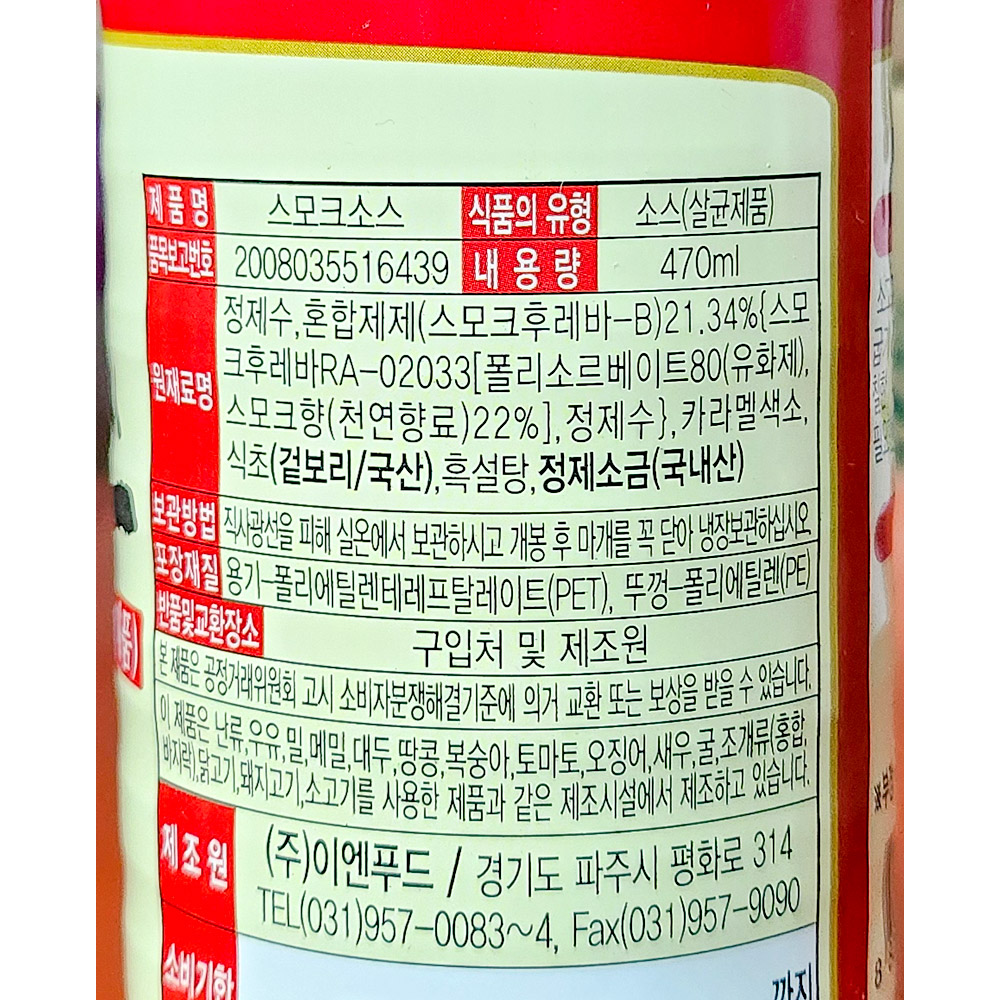 제품명 스모크소스 식품의 유형 소스(살균제품)
품목보고번호 2008035516439 내용량 470ml
원재료명 정제수,혼합제제(스모크후레바-B)21.34%{스모
크후레바RA-02033[폴리소르베이트80(유화제),
스모크향(천연향료)22%],정제수},카라멜색소,
식초(겉보리/국산),흑설탕,정제소금(국내산)
보관방법 직사광선을 피해 실온에서 보관하시고 개봉 후 마개를 꼭 닫아 냉장보관하십시오
포장재질 용기-폴리에틸렌테레프탈레이트(PET), 뚜껑-폴리에틸렌(PE)
반품및교환장소 구입처 및 제조원
본 제품은 공정거래위원회 고시 소비자분쟁해결기준에 의거 교환 또는 보상을 받을 수 있습니다.
이 제품은 난류,우유,밀,메밀,대두,땅콩,복숭아,토마토,오징어,새우,굴,조개류(홍합,
바지락),닭고기,돼지고기,소고기를 사용한 제품과 같은 제조시설에서 제조하고 있습니다.
제조원 (주)이엔푸드 / 경기도 파주시 평화로 314
TEL(031)957-0083~4, Fax(031)957-9090
소비기한 까지